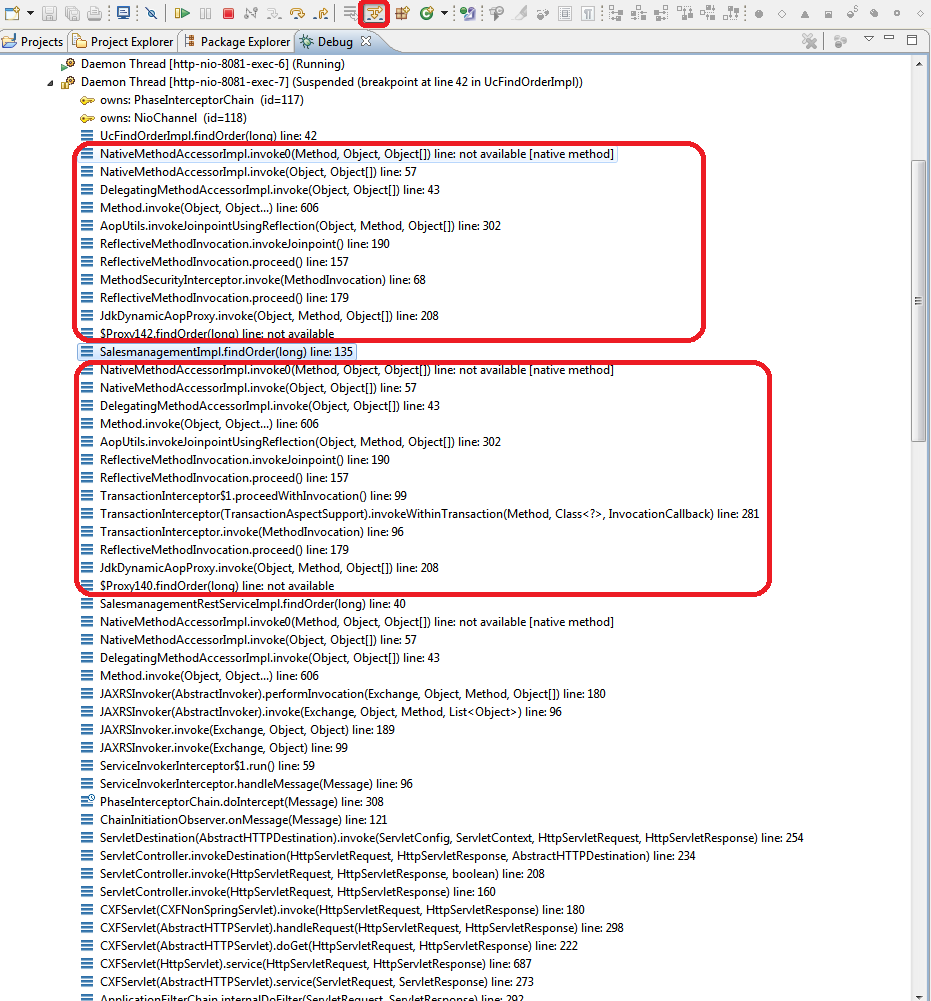 Projects Project Explorer Package Explorer Debug
Daemon Thread [http-nio-8081-exec-6] (Running)
Daemon Thread [http-nio-8081-exec-7] (Suspended (breakpoint at line 42 in UcFindOrderImpl))
owns: PhaseInterceptorChain (id=117)
owns: NioChannel (id=118)
UcFindOrderImpl.findOrder(long) line: 42
NativeMethodAccessorImpl.invoke0(Method, Object, Object[]) line: not available [native method]
NativeMethodAccessorImpl.invoke(Object, Object[]) line: 57
DelegatingMethodAccessorImpl.invoke(Object, Object[]) line: 43
Method.invoke(Object, Object...) line: 606
AopUtils.invokeJoinpointUsingReflection(Object, Method, Object[]) line: 302
ReflectiveMethodInvocation.invokeJoinpoint() line: 190
ReflectiveMethodInvocation.proceed() line: 157
MethodSecurityInterceptor.invoke(MethodInvocation) line: 68
ReflectiveMethodInvocation.proceed() line: 179
JdkDynamicAopProxy.invoke(Object, Method, Object[]) line: 208
$Proxy142.findOrder(long) line: not available
SalesmanagementImpl.findOrder(long) line: 135
NativeMethodAccessorImpl.invoke0(Method, Object, Object[]) line: not available [native method]
NativeMethodAccessorImpl.invoke(Object, Object[]) line: 57
DelegatingMethodAccessorImpl.invoke(Object, Object[]) line: 43
Method.invoke(Object, Object...) line: 606
AopUtils.invokeJoinpointUsingReflection(Object, Method, Object[]) line: 302
ReflectiveMethodInvocation.invokeJoinpoint() line: 190
ReflectiveMethodInvocation.proceed() line: 157
TransactionInterceptor$1.proceedWithInvocation() line: 99
TransactionInterceptor(TransactionAspectSupport).invokeWithinTransaction(Method, Class<?>, InvocationCallback) line: 281
TransactionInterceptor.invoke(MethodInvocation) line: 96
ReflectiveMethodInvocation.proceed() line: 179
JdkDynamicAopProxy.invoke(Object, Method, Object[]) line: 208
$Proxy140.findOrder(long) line: not available
SalesmanagementRestServiceImpl.findOrder(long) line: 40
NativeMethodAccessorImpl.invoke0(Method, Object, Object[]) line: not available [native method]
NativeMethodAccessorImpl.invoke(Object, Object[]) line: 57
DelegatingMethodAccessorImpl.invoke(Object, Object[]) line: 43
Method.invoke(Object, Object...) line: 606
JAXRSInvoker(AbstractInvoker).performInvocation(Exchange, Object, Method, Object[]) line: 180
JAXRSInvoker(AbstractInvoker).invoke(Exchange, Object, Method, List<Object>) line: 96
JAXRSInvoker.invoke(Exchange, Object, Object) line: 189
JAXRSInvoker.invoke(Exchange, Object) line: 99
ServiceInvokerInterceptor$1.run() line: 59
ServiceInvokerInterceptor.handleMessage(Message) line: 96
PhaseInterceptorChain.doIntercept(Message) line: 308
ChainInitiationObserver.onMessage(Message) line: 121
ServletDestination(AbstractHTTPDestination).invoke(ServletConfig, ServletContext, HttpServletRequest, HttpServletResponse) line: 254
ServletController.invokeDestination(HttpServletRequest, HttpServletResponse, AbstractHTTPDestination) line: 234
ServletController.invoke(HttpServletRequest, HttpServletResponse, boolean) line: 208
ServletController.invoke(HttpServletRequest, HttpServletResponse) line: 160
CXFServlet(CXFNonSpringServlet).invoke(HttpServletRequest, HttpServletResponse) line: 180
CXFServlet(AbstractHTTPServlet).handleRequest(HttpServletRequest, HttpServletResponse) line: 298
CXFServlet(AbstractHTTPServlet).doGet(HttpServletRequest, HttpServletResponse) line: 222
CXFServlet(HttpServlet).service(HttpServletRequest, HttpServletResponse) line: 687
CXFServlet(AbstractHTTPServlet).service(ServletRequest, ServletResponse) line: 273
ApplicationFilterChain.internalDoFilter(ServletRequest, ServletResponse) line: 292